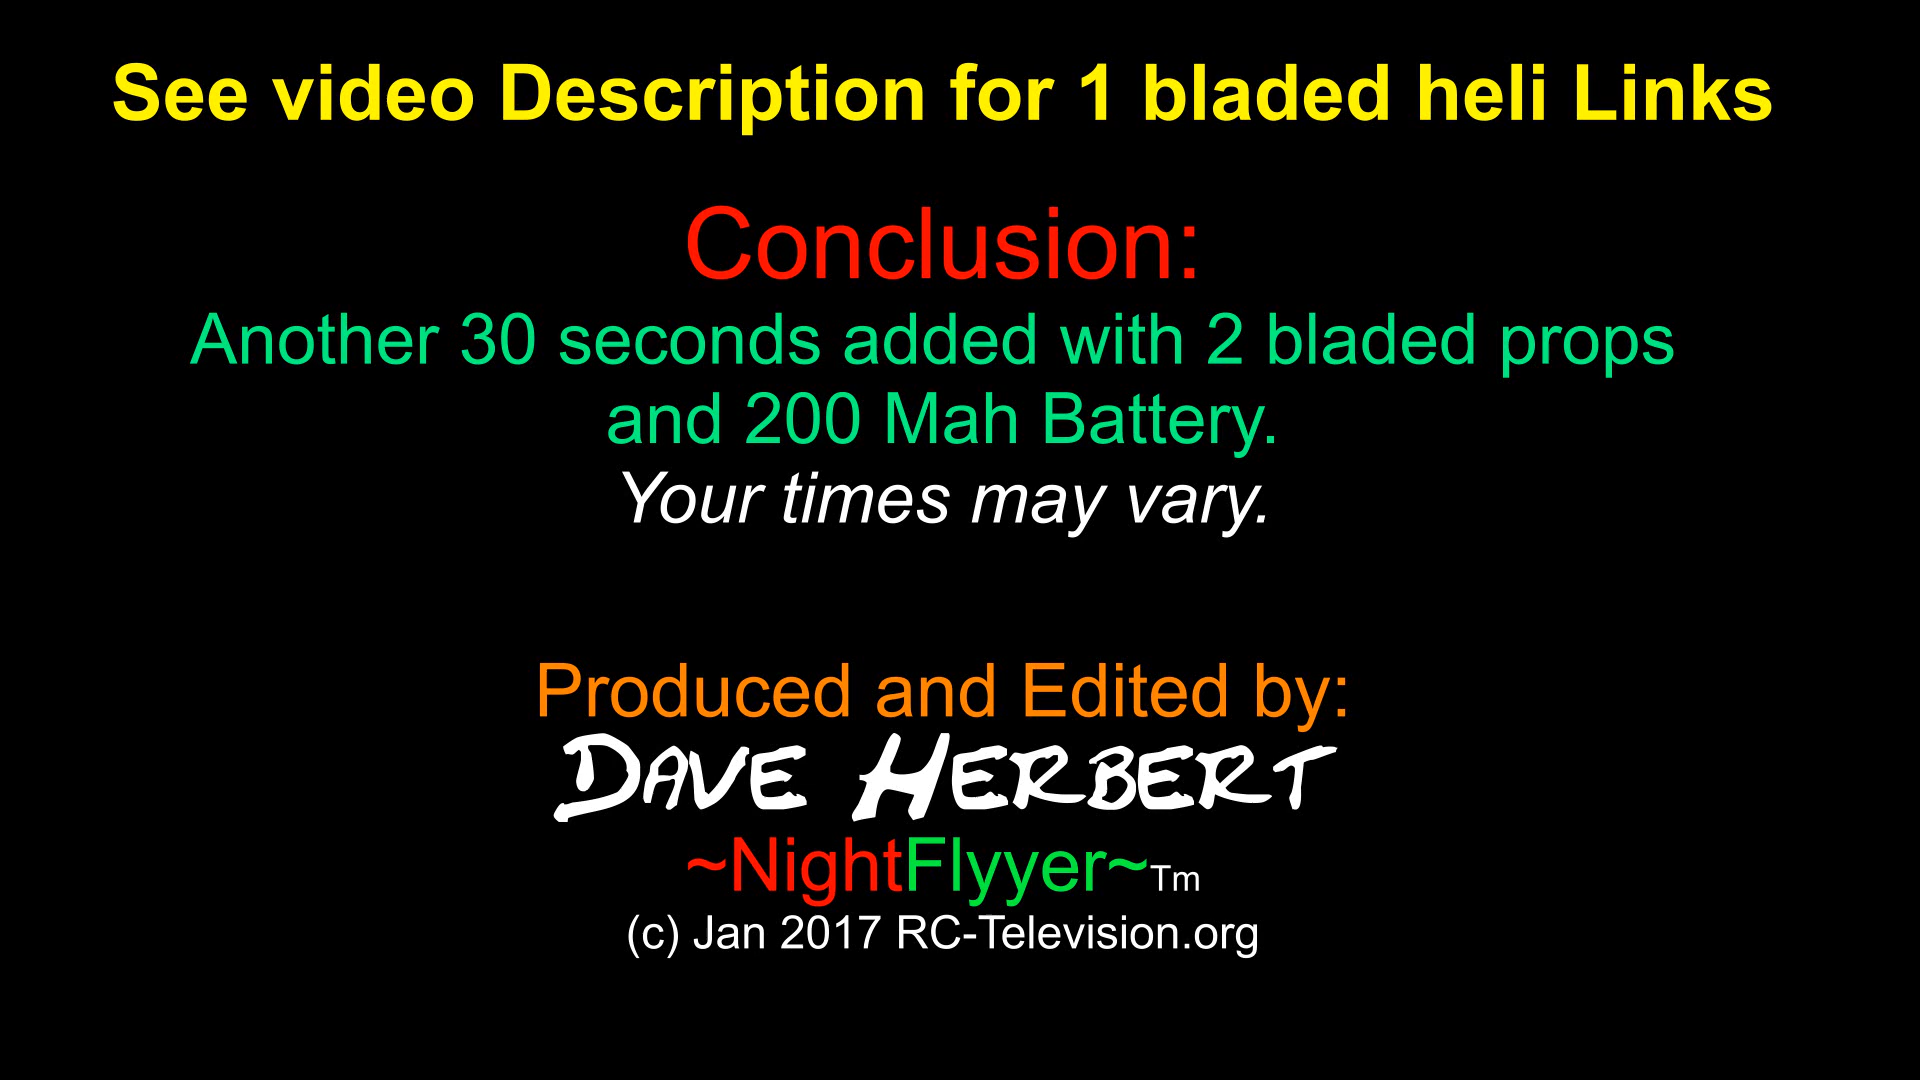 See video Description for 1 bladed heli Links
Conclusion:
Another 30 seconds added with 2 bladed props
and 200 Mah Battery.
Your times may vary.
Produced and Edited by:
DAVE HERBERT
~NightFlyyer~Tm
(c) Jan 2017 RC-Television.org